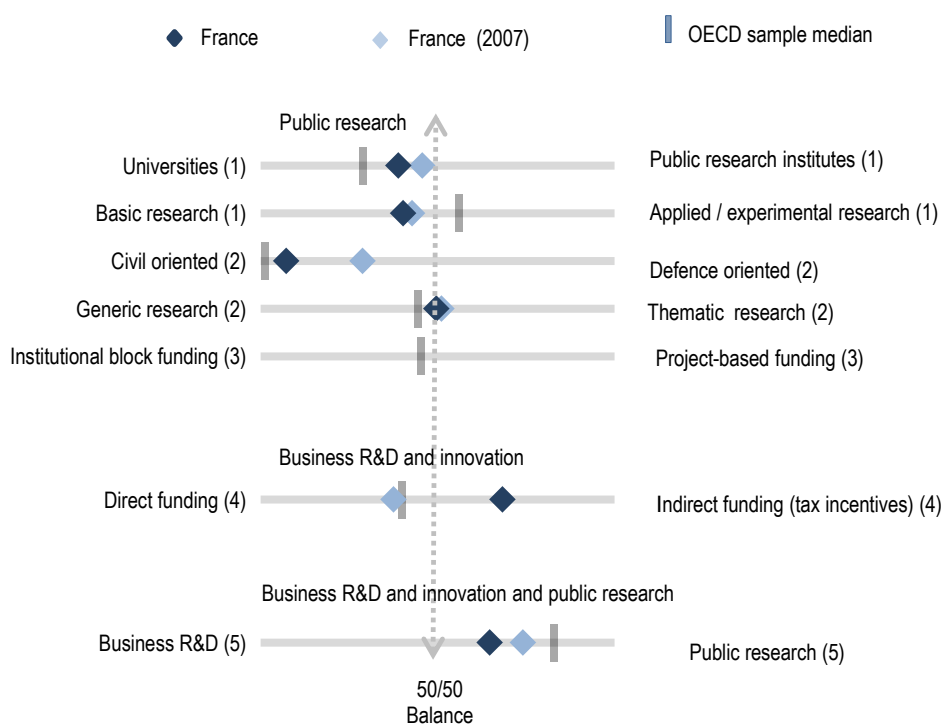 France
France (2007)
OECD sample median
Public research
Universities (1)
Public research institutes (1)
Basic research (1)
Applied / experimental research (1)
Civil oriented (2)
Defence oriented (2)
Generic research (2)
Thematic research (2)
Institutional block funding (3)
Project-based funding (3)
Business R&D and innovation
Direct funding (4)
Indirect funding (tax incentives) (4)
Business R&D and innovation and public research
Business R&D (5)
Public research (5)
50/50
Balance